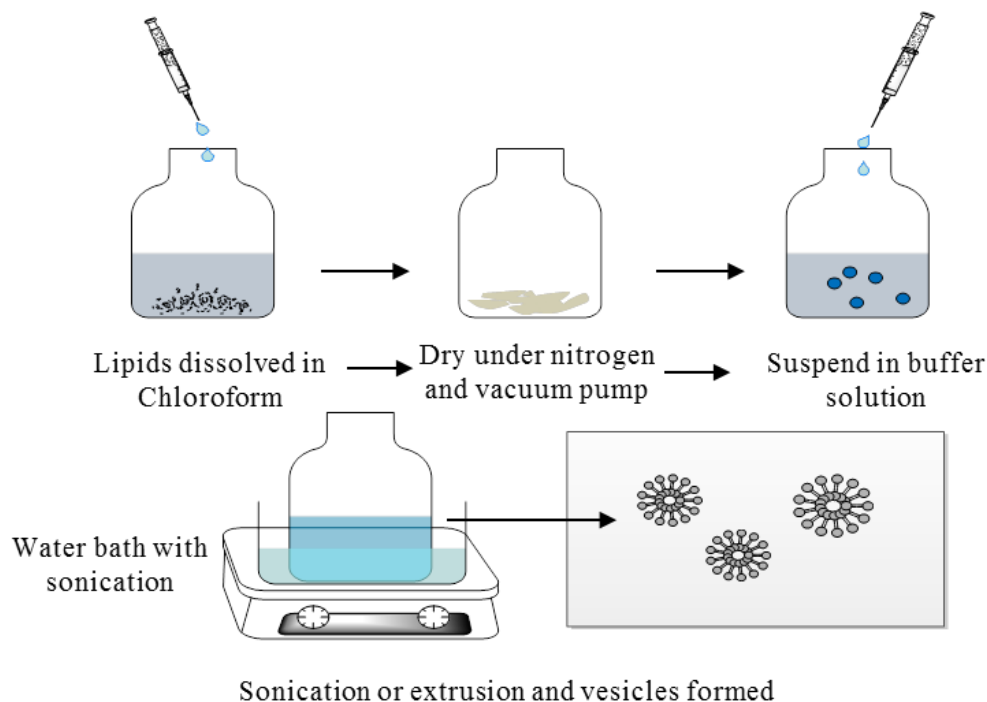 Lipids dissolved in
Chloroform
Dry under nitrogen
and vacuum pump
Suspend in buffer
solution
Water bath with
sonication
Sonication or extrusion and vesicles formed